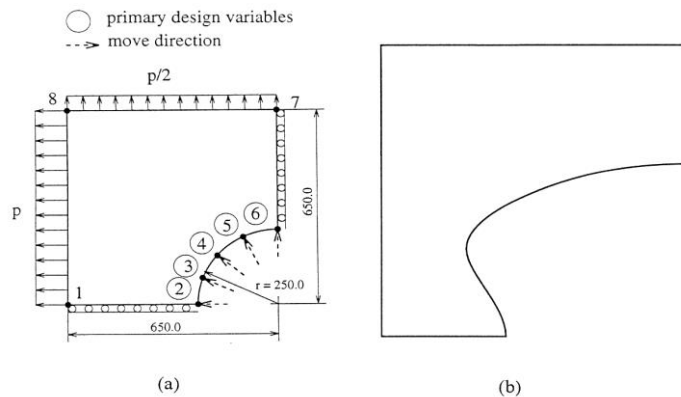 primary design variables
move direction
p/2
8
7
p
6
5
4
3
2
650.0
r = 250.0
1
650.0
(a)
(b)